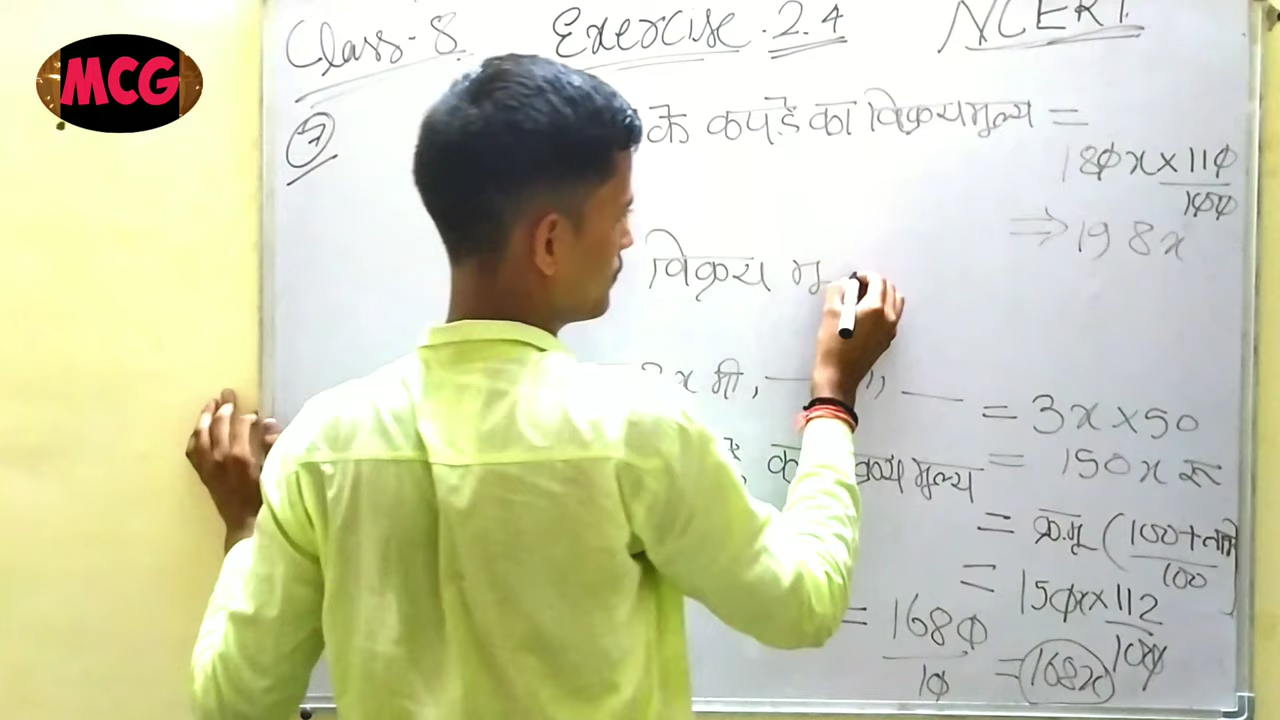 MCG
Class-8 Exercise.2.4 NCERT
7
के कपड़े का विक्रयमूल्य =
180x×110
100
⇒ 198x
विक्रय मू
x मी, — ,, —
= 3x×50
= 150x रू
मूल्य
= क्र.मू (100+ला
100
= 150x×112
100
= 1680
10
= 168x